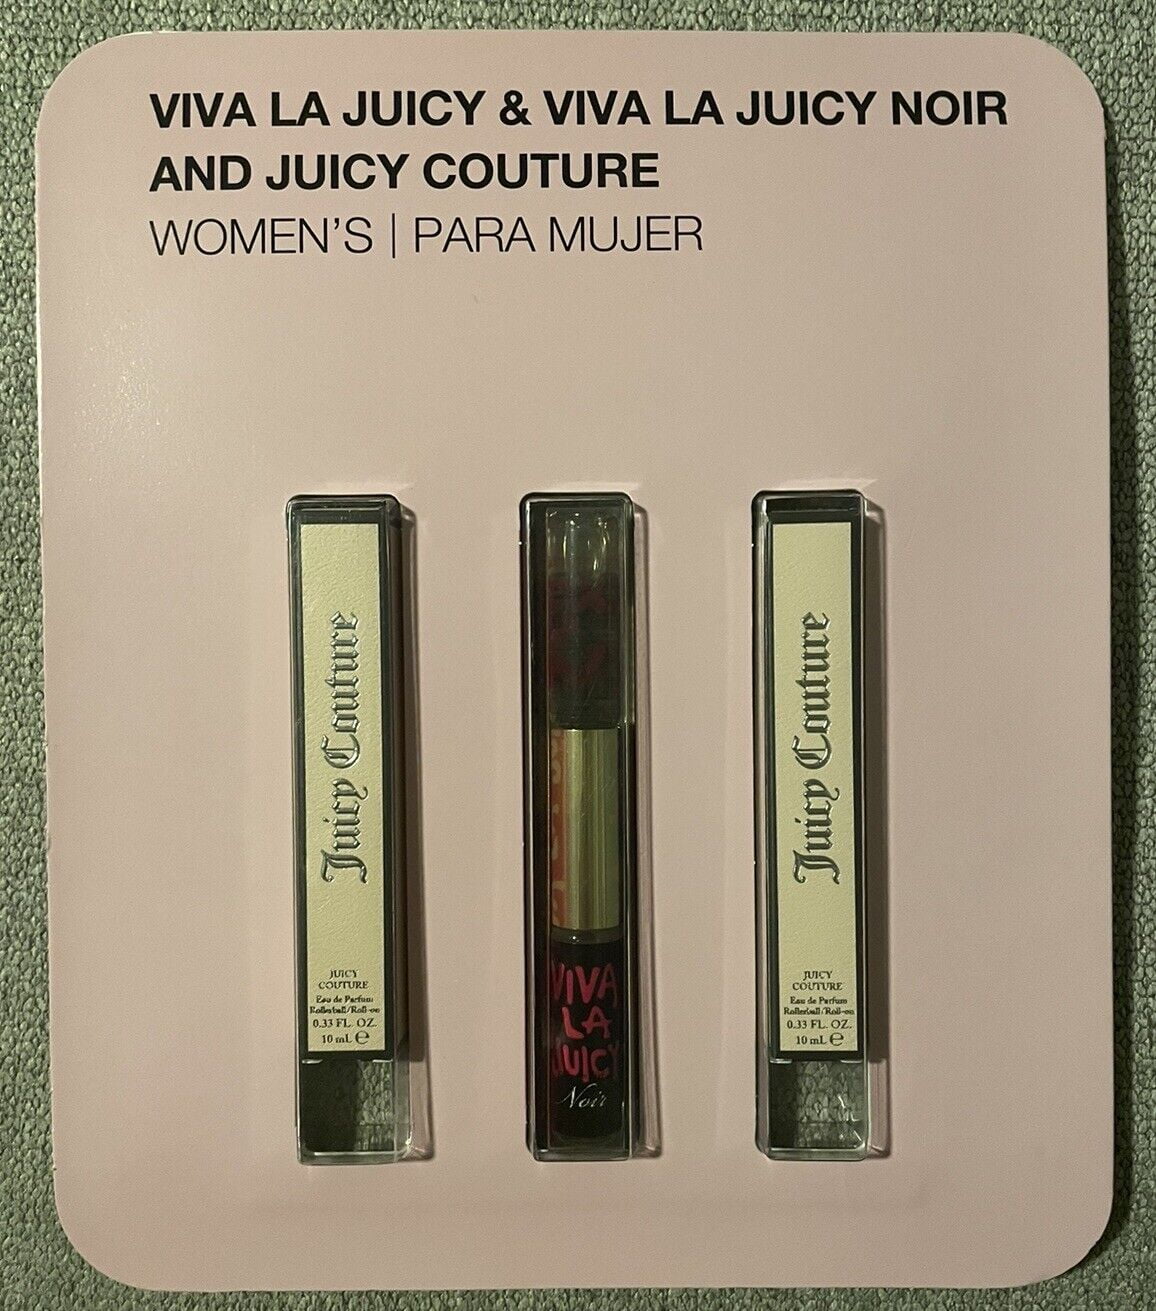 VIVA LA JUICY & VIVA LA JUICY NOIR
AND JUICY COUTURE
WOMEN'S | PARA MUJER
Juicy Couture
JUICY
COUTURE
Eau de Parfum
Rollerball/Roll-on
0.33 FL. OZ.
10 mL ℮
VIVA
LA
JUICY
Noir
Juicy Couture
JUICY
COUTURE
Eau de Parfum
Rollerball/Roll-on
0.33 FL. OZ.
10 mL ℮